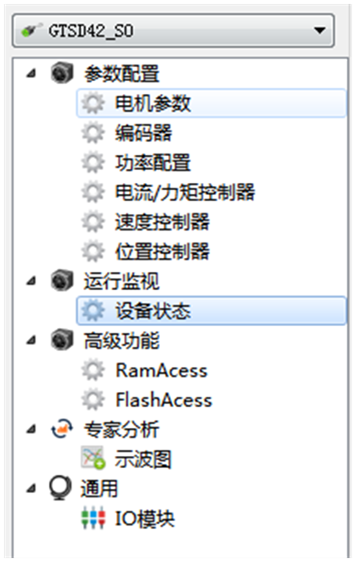 GTSD42_S0
参数配置
电机参数
编码器
功率配置
电流/力矩控制器
速度控制器
位置控制器
运行监视
设备状态
高级功能
RamAcess
FlashAcess
专家分析
示波图
通用
IO模块